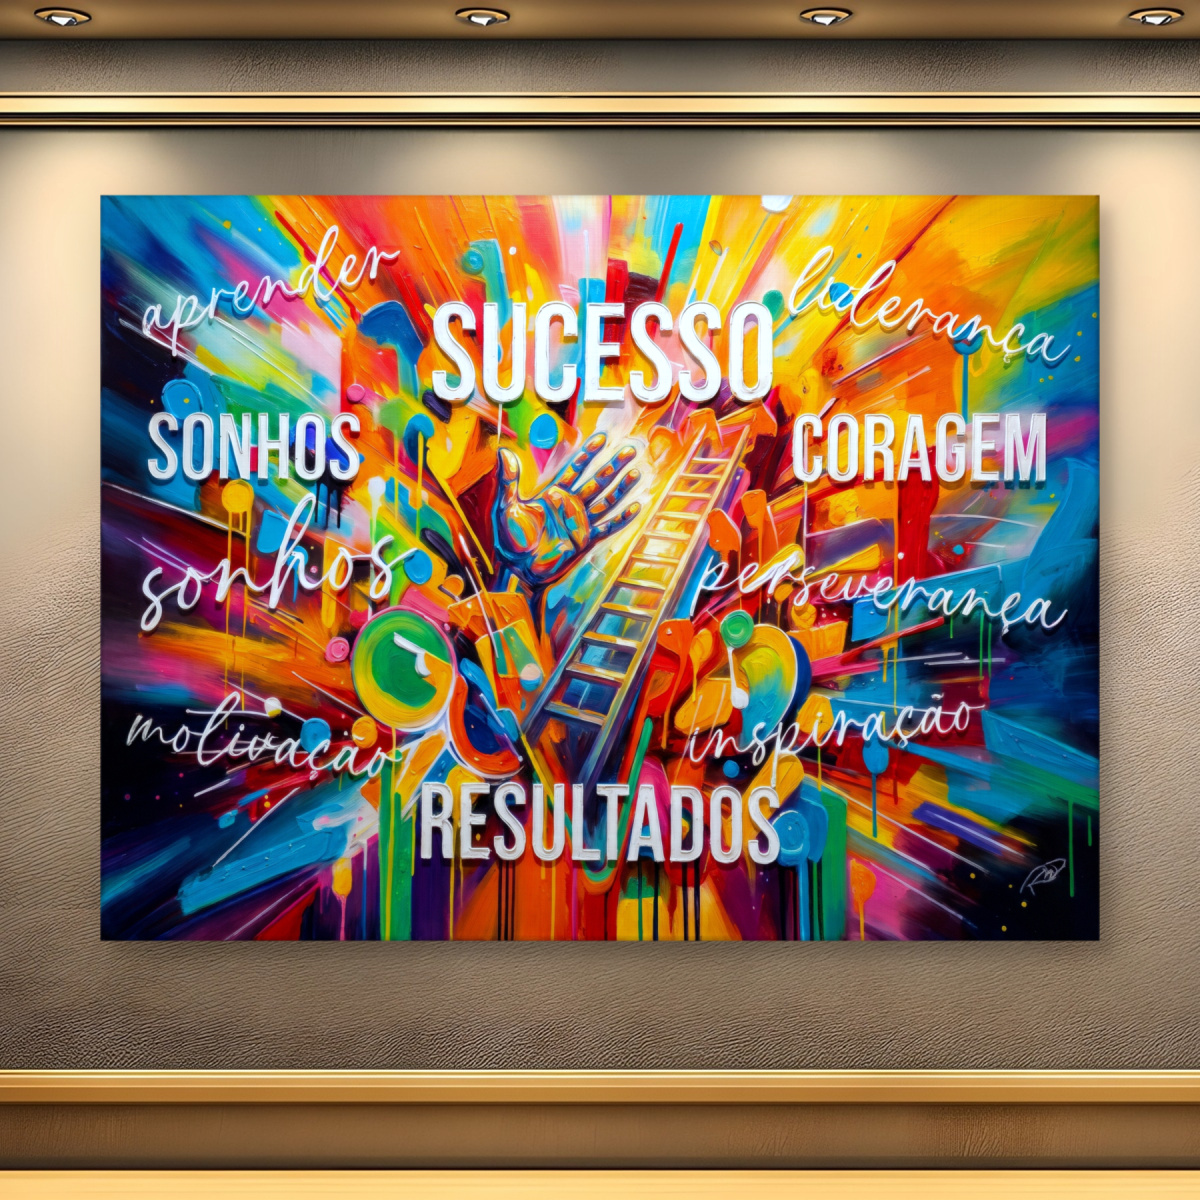 aprender
liderança
SUCESSO
SONHOS
CORAGEM
sonhos
perseverança
motivação
inspiração
RESULTADOS